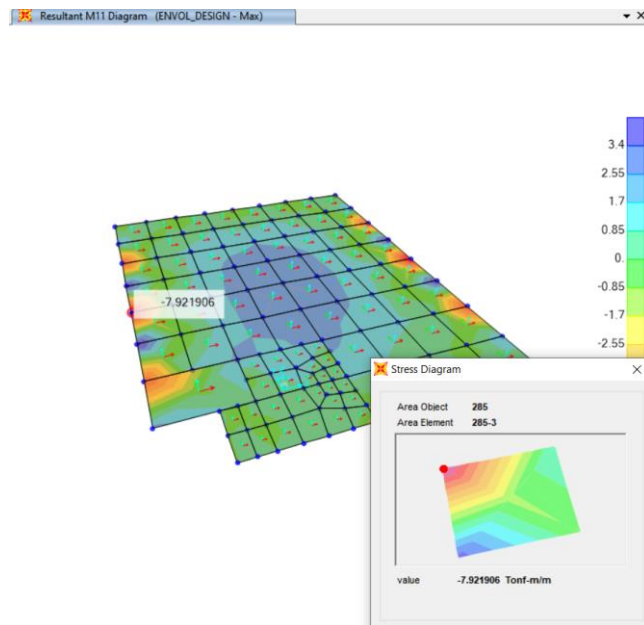 Resultant M11 Diagram (ENVOL_DESIGN - Max)
3.4
2.55
1.7
0.85
0.
-0.85
-1.7
-2.55
-7.921906
Stress Diagram
Area Object 285
Area Element 285-3
value -7.921906 Tonf-m/m